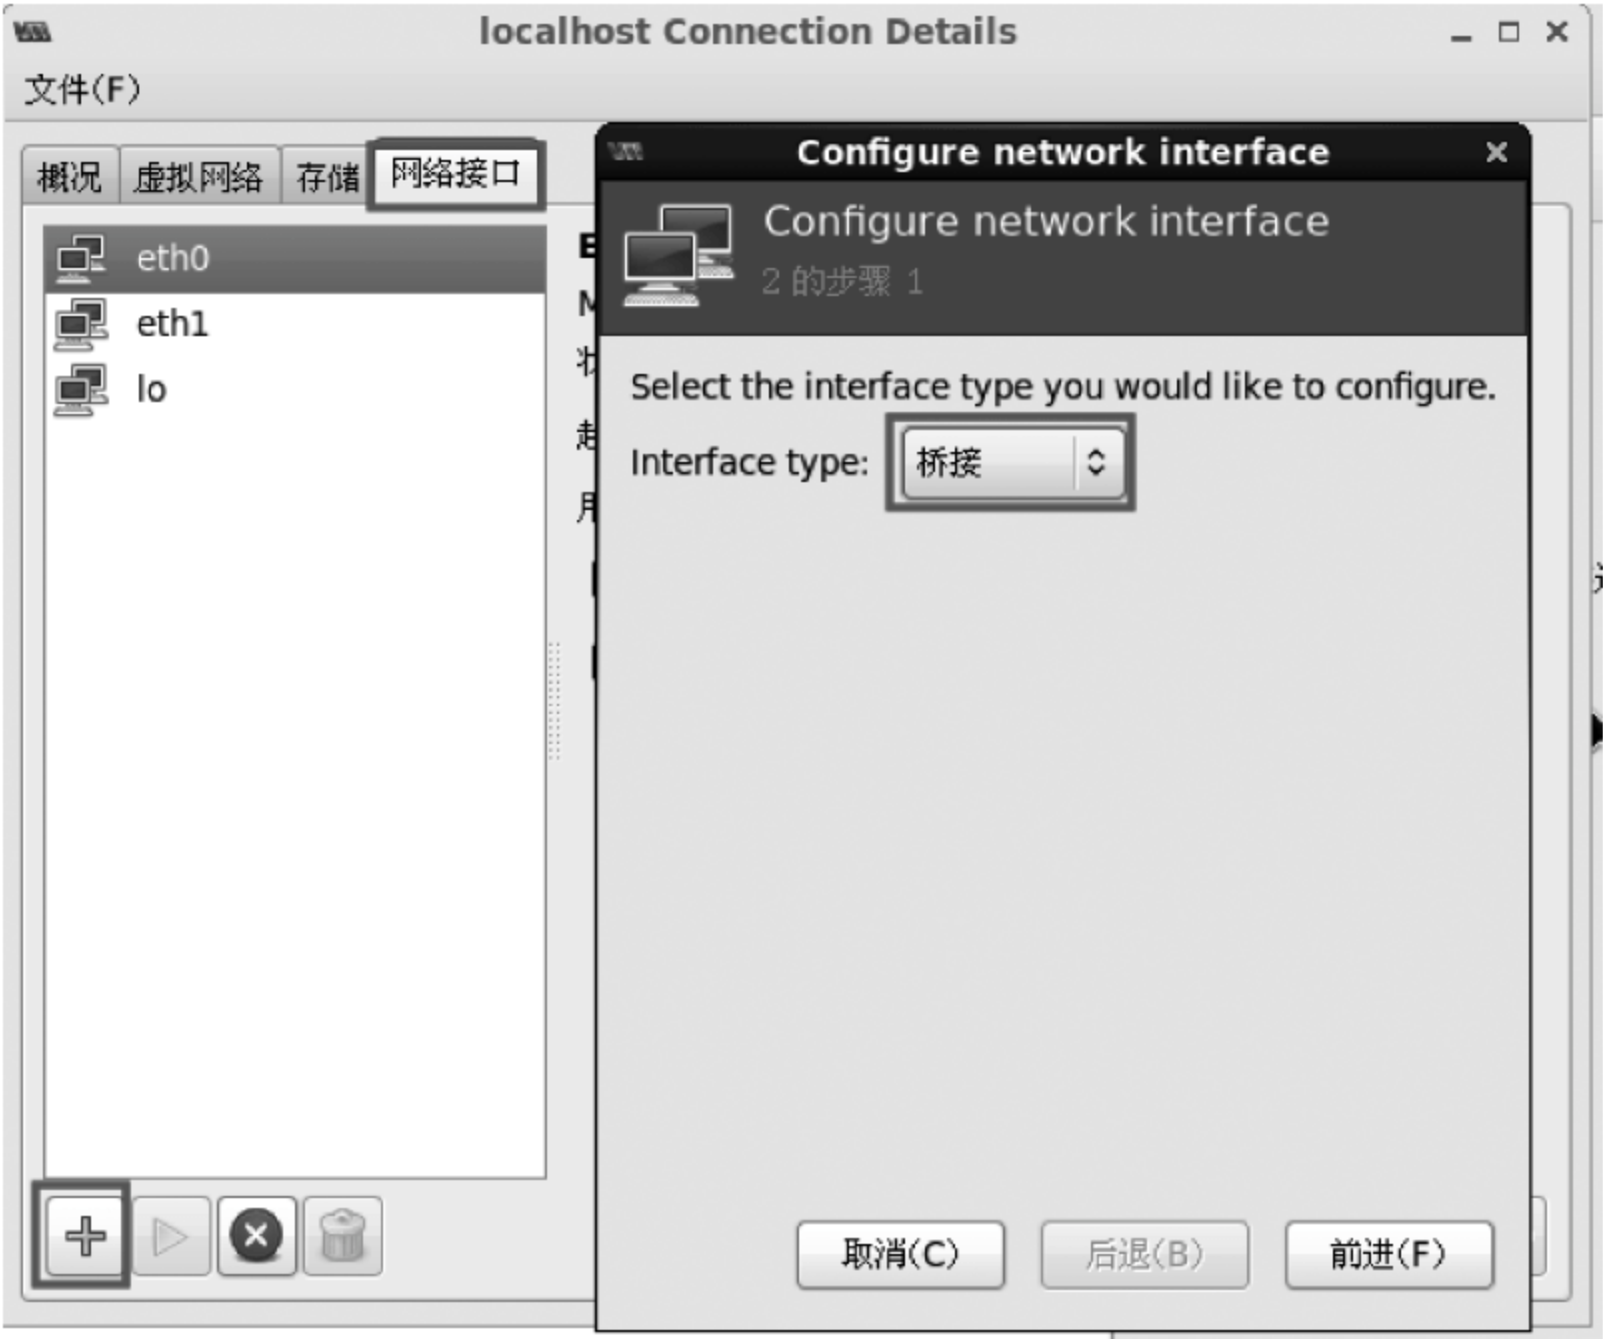 localhost Connection Details
文件(F)
概况
虚拟网络
存储
网络接口
eth0
eth1
lo
Configure network interface
Configure network interface
2 的步骤 1
Select the interface type you would like to configure.
Interface type:
桥接
取消(C)
后退(B)
前进(F)